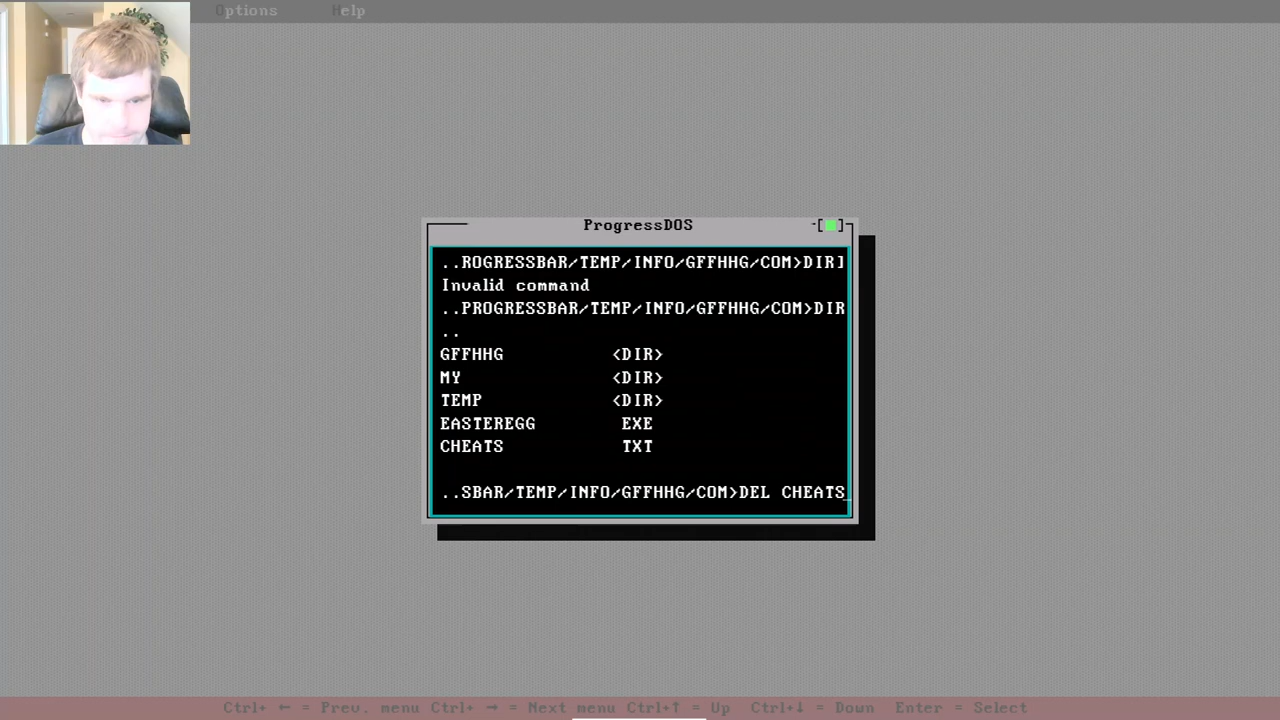 Options Help
ProgressDOS
..ROGRESSBAR/TEMP/INFO/GFFHHG/COM>DIR]
Invalid command
..PROGRESSBAR/TEMP/INFO/GFFHHG/COM>DIR
..
GFFHHG <DIR>
MY <DIR>
TEMP <DIR>
EASTEREGG EXE
CHEATS TXT
..SBAR/TEMP/INFO/GFFHHG/COM>DEL CHEATS_
Ctrl+ ← = Prev. menu Ctrl+ → = Next menu Ctrl+↑ = Up Ctrl+↓ = Down Enter = Select